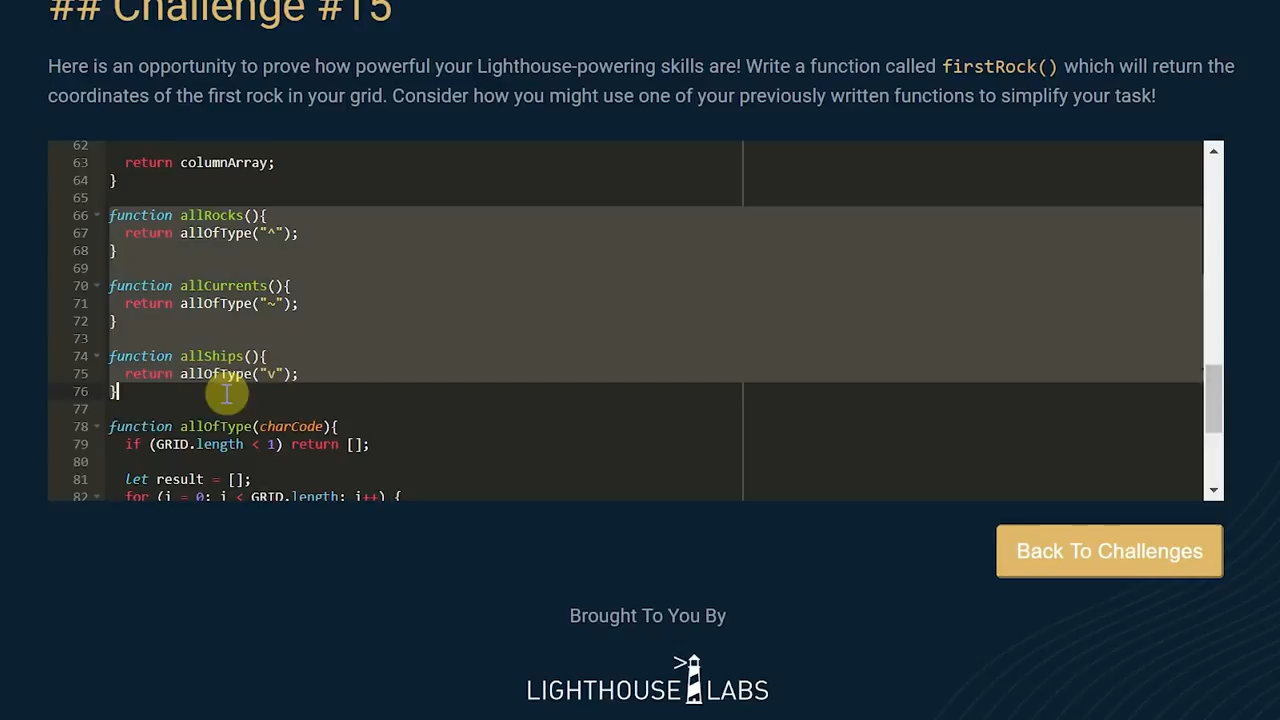 ## Challenge #15
Here is an opportunity to prove how powerful your Lighthouse-powering skills are! Write a function called firstRock() which will return the
coordinates of the first rock in your grid. Consider how you might use one of your previously written functions to simplify your task!
62
63 return columnArray;
64 }
65
66 function allRocks(){
67 return allOfType("^");
68 }
69
70 function allCurrents(){
71 return allOfType("~");
72 }
73
74 function allShips(){
75 return allOfType("v");
76 }
77
78 function allOfType(charCode){
79 if (GRID.length < 1) return [];
80
81 let result = [];
82 for (i = 0; i < GRID.length; i++) {
Back To Challenges
Brought To You By
LIGHTHOUSE LABS